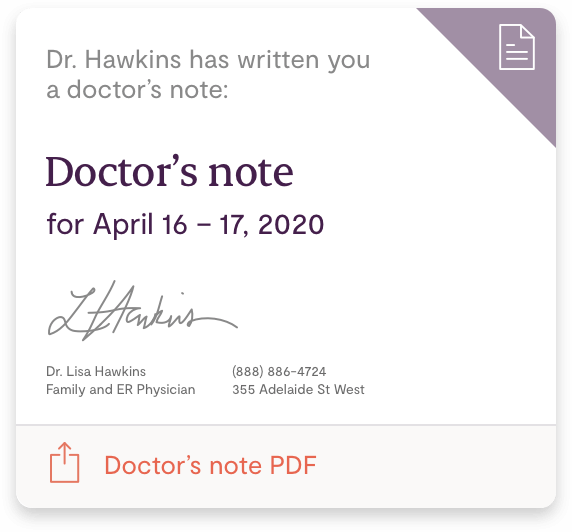 Dr. Hawkins has written you
a doctor’s note:
Doctor’s note
for April 16 – 17, 2020
L Hawkins
Dr. Lisa Hawkins
Family and ER Physician
(888) 886-4724
355 Adelaide St West
Doctor’s note PDF